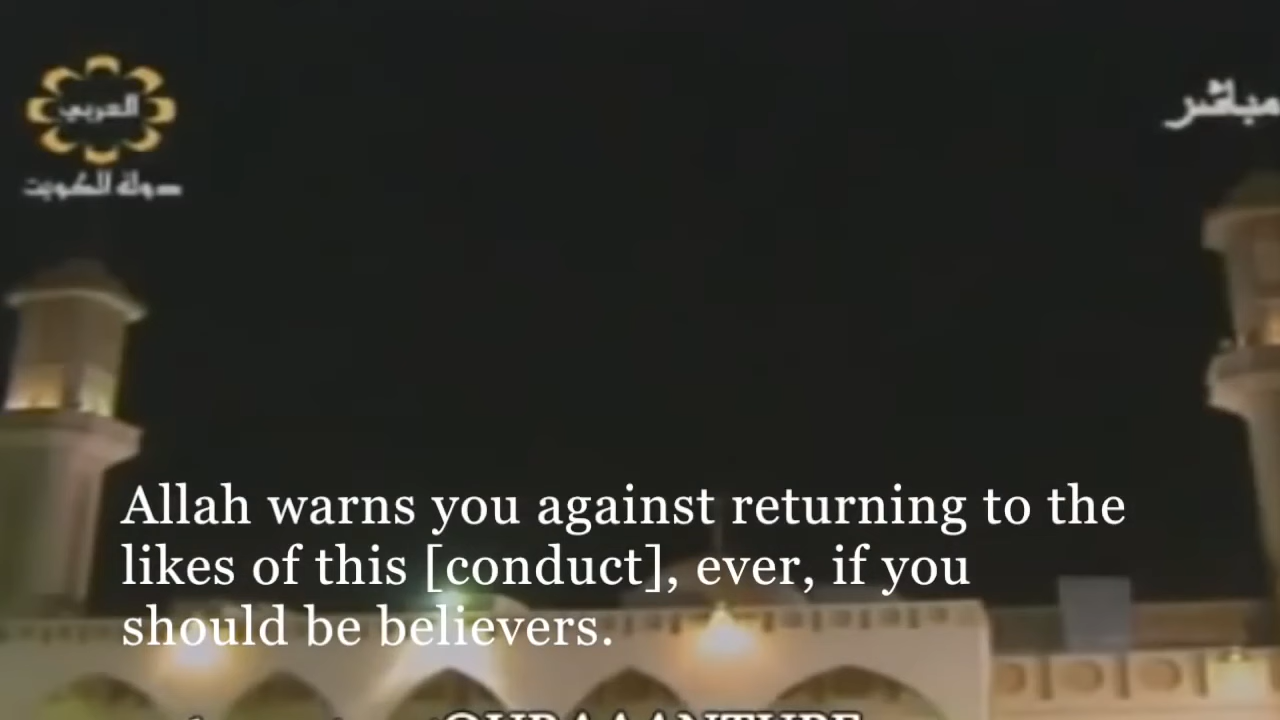 العربي
دولة الكويت
مباشر
Allah warns you against returning to the
likes of this [conduct], ever, if you
should be believers.